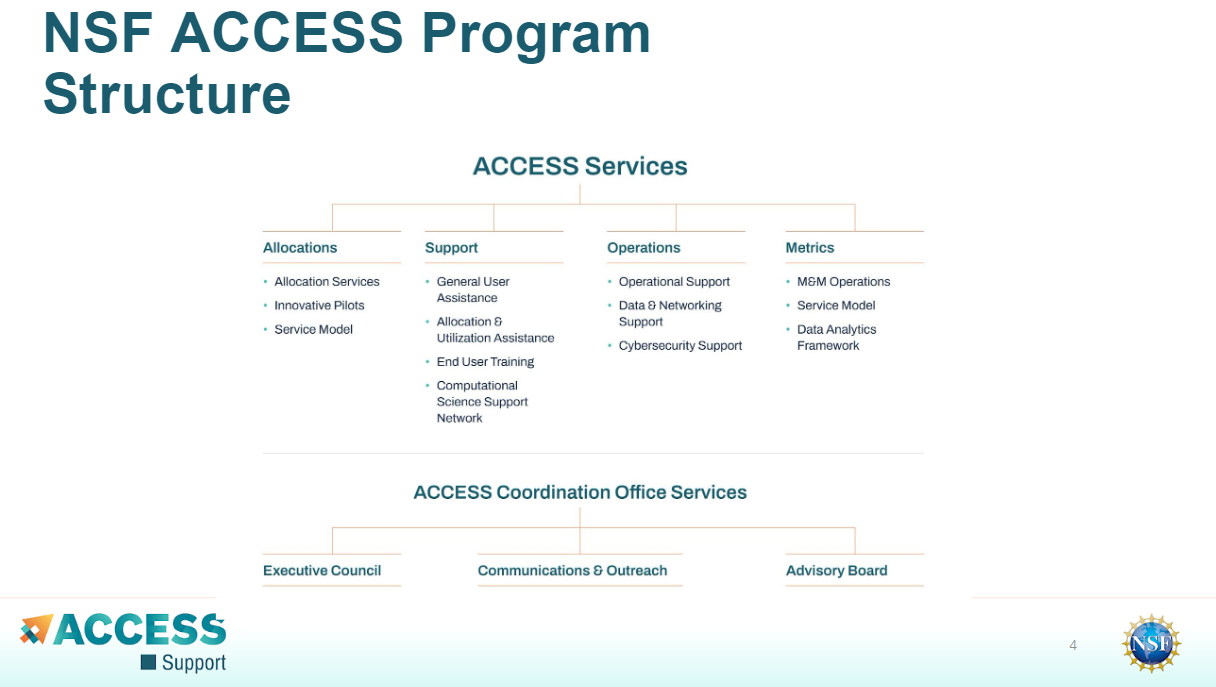 NSF ACCESS Program
Structure
ACCESS Services
Allocations
• Allocation Services
• Innovative Pilots
• Service Model
Support
• General User
Assistance
• Allocation &
Utilization Assistance
• End User Training
• Computational
Science Support
Network
Operations
• Operational Support
• Data & Networking
Support
• Cybersecurity Support
Metrics
• M&M Operations
• Service Model
• Data Analytics
Framework
ACCESS Coordination Office Services
Executive Council
Communications & Outreach
Advisory Board
ACCESS
Support
4
NSF